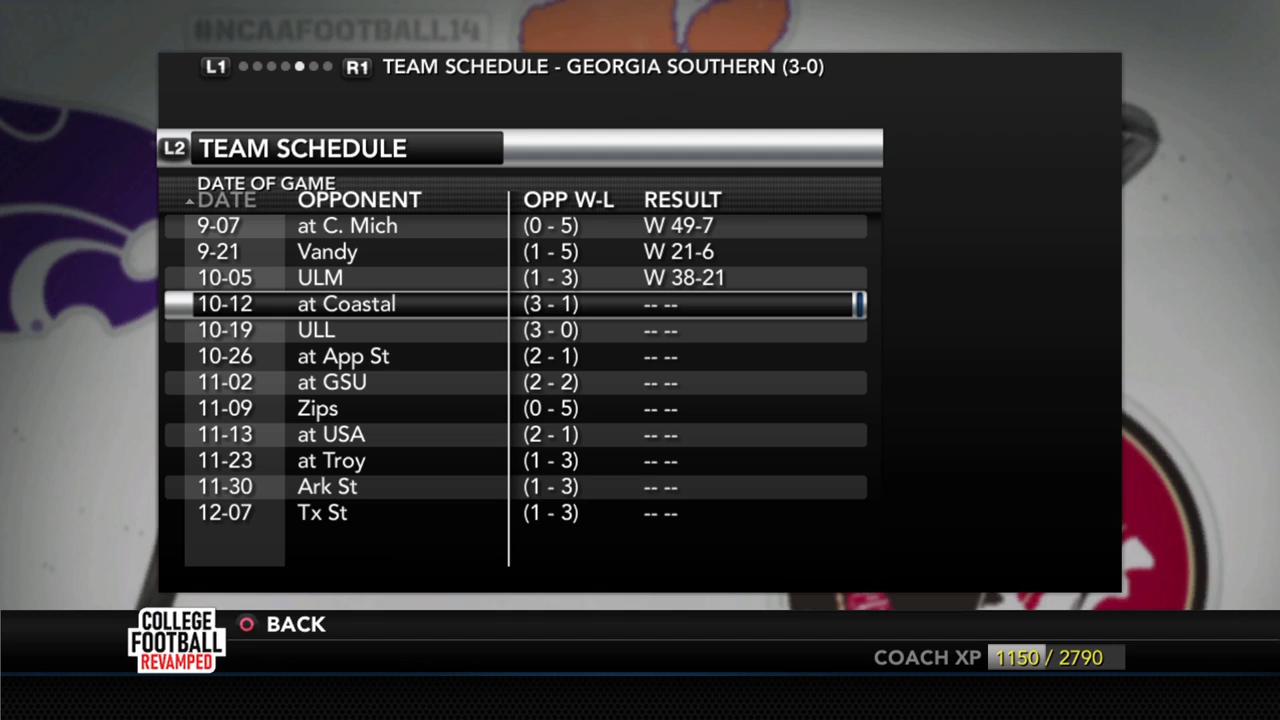 #NCAAFOOTBALL14
L1 R1 TEAM SCHEDULE - GEORGIA SOUTHERN (3-0)
L2 TEAM SCHEDULE
DATE OF GAME
DATE OPPONENT OPP W-L RESULT
9-07 at C. Mich (0 - 5) W 49-7
9-21 Vandy (1 - 5) W 21-6
10-05 ULM (1 - 3) W 38-21
10-12 at Coastal (3 - 1) -- --
10-19 ULL (3 - 0) -- --
10-26 at App St (2 - 1) -- --
11-02 at GSU (2 - 2) -- --
11-09 Zips (0 - 5) -- --
11-13 at USA (2 - 1) -- --
11-23 at Troy (1 - 3) -- --
11-30 Ark St (1 - 3) -- --
12-07 Tx St (1 - 3) -- --
COLLEGE
FOOTBALL
REVAMPED
BACK
COACH XP 1150 / 2790